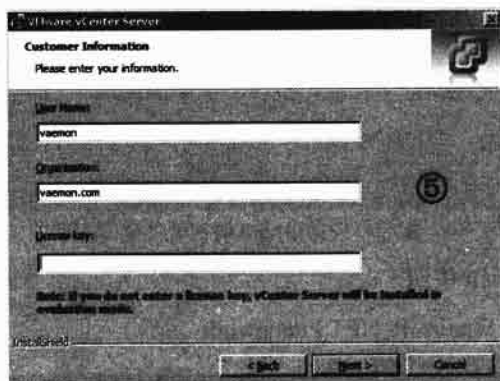 VMware vCenter Server
Customer Information
Please enter your information.
User Name:
vaemon
Organization:
vaemon.com
⑤
License key:
Note: If you do not enter a license key, vCenter Server will be installed in
evaluation mode.
InstallShield
< Back
Next >
Cancel